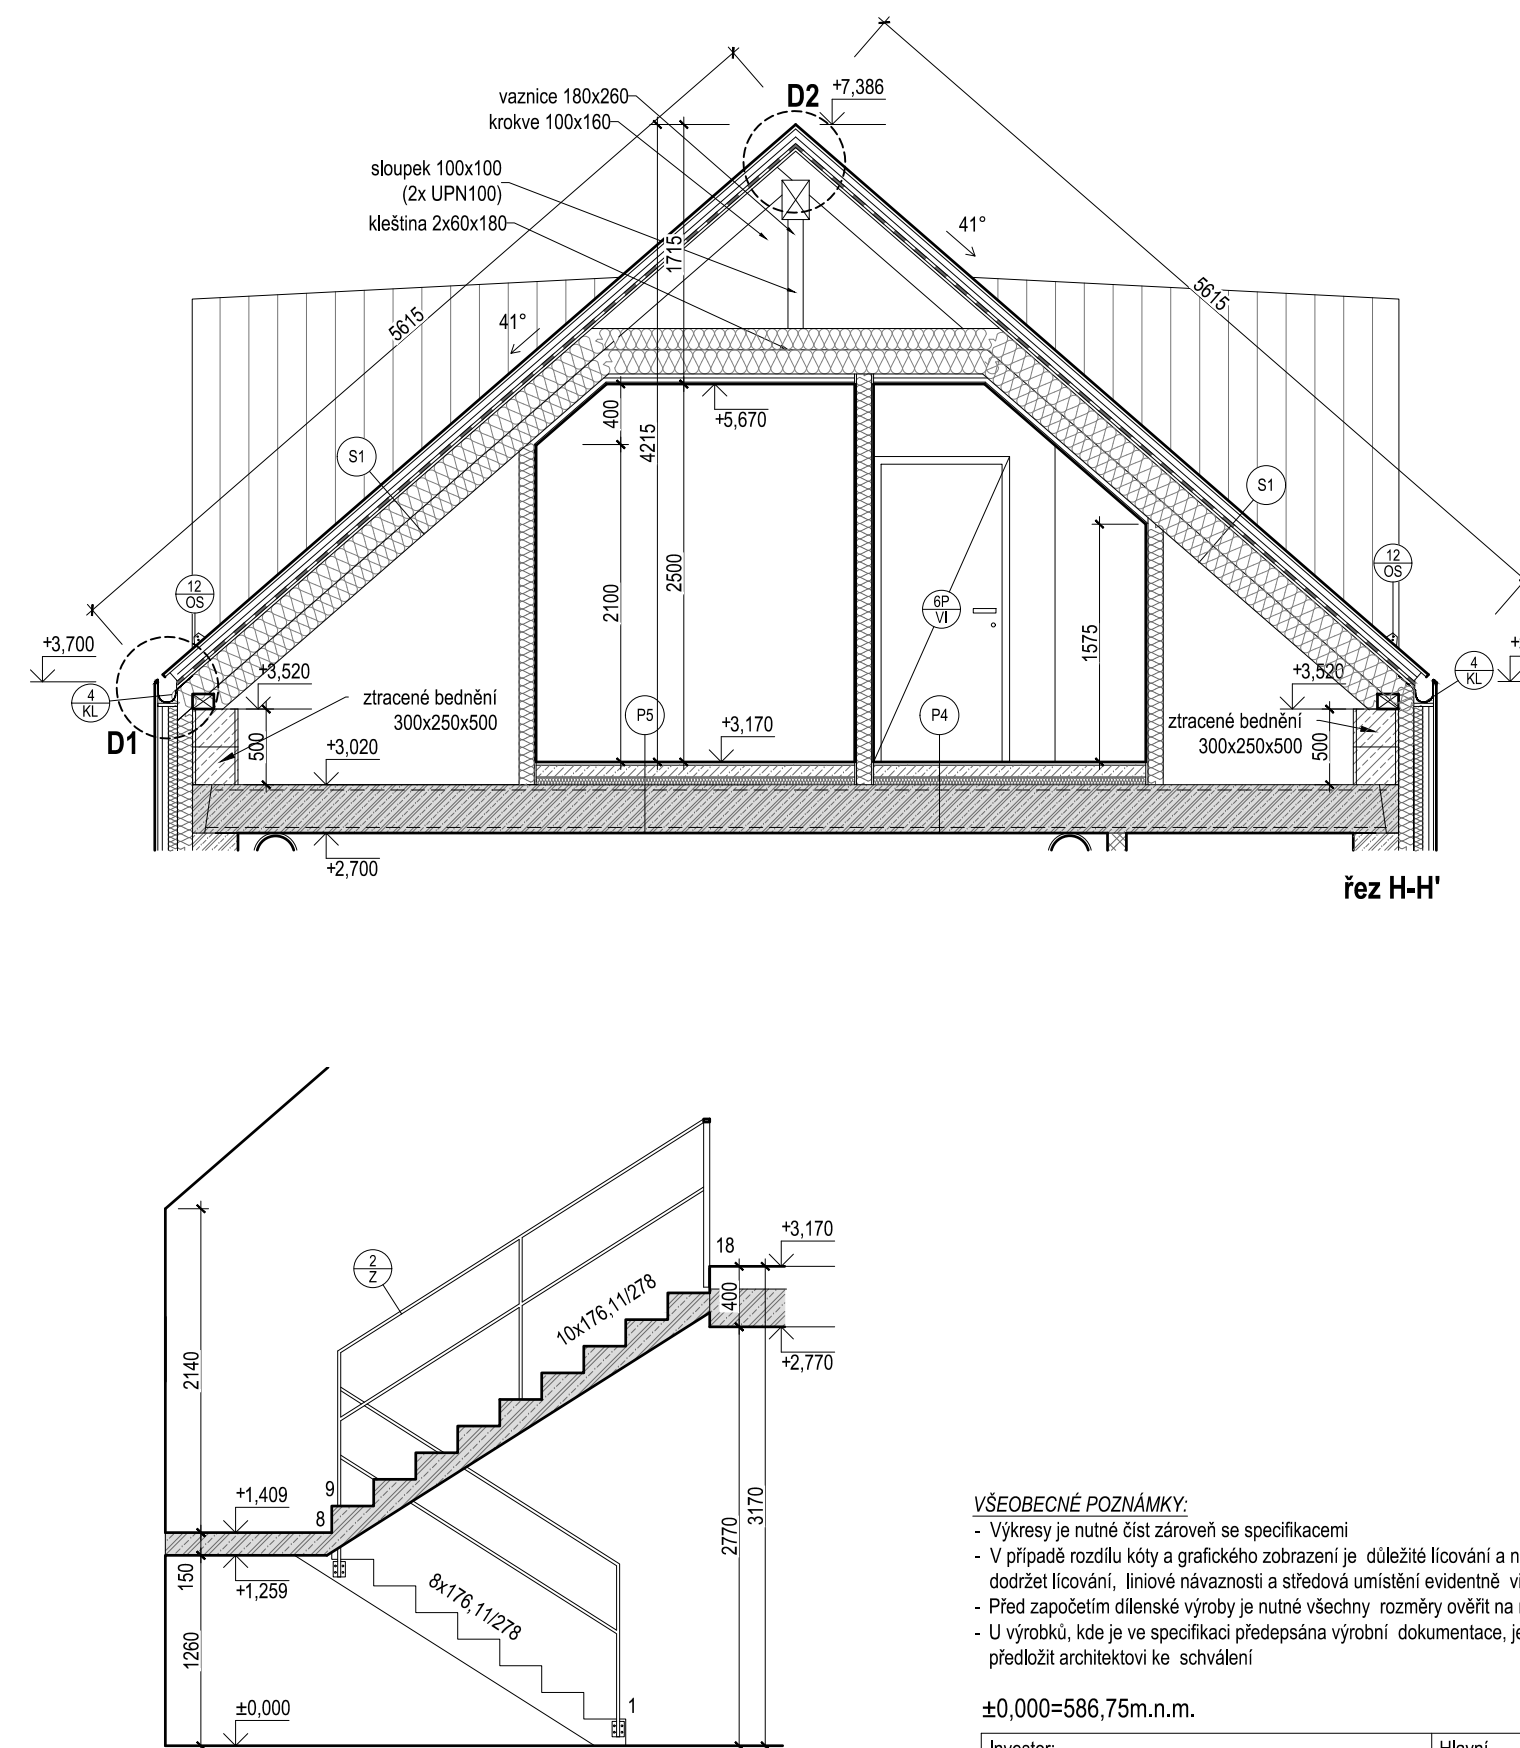 vaznice 180x260
krokve 100x160
D2
+7,386
sloupek 100x100
(2x UPN100)
kleština 2x60x180
41°
1715
5615
5615
41°
+5,670
400
4215
S1
S1
12
OS
12
OS
2100
2500
6P
VI
1575
+3,700
4
KL
D1
+3,520
ztracené bednění
300x250x500
500
+3,020
P5
+3,170
P4
+3,520
ztracené bednění
300x250x500
500
4
KL
+2,700
řez H-H'
2
Z
18
+3,170
400
+2,770
10x176,11/278
2140
9
8
+1,409
150
+1,259
8x176,11/278
1260
±0,000
1
2770
3170
VŠEOBECNÉ POZNÁMKY:
- Výkresy je nutné číst zároveň se specifikacemi
- V případě rozdílu kóty a grafického zobrazení je důležité lícování a n
dodržet lícování, liniové návaznosti a středová umístění evidentně v
- Před započetím dílenské výroby je nutné všechny rozměry ověřit na
- U výrobků, kde je ve specifikaci předepsána výrobní dokumentace, je
předložit architektovi ke schválení
±0,000=586,75m.n.m.
Investor:
Hlavní